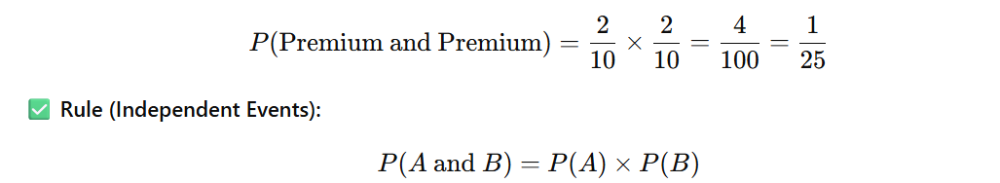 P(Premium and Premium) = 2/10 × 2/10 = 4/100 = 1/25
✅ Rule (Independent Events):
P(A and B) = P(A) × P(B)